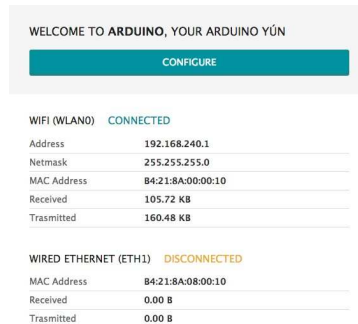 WELCOME TO ARDUINO, YOUR ARDUINO YÚN
CONFIGURE
WIFI (WLAN0) CONNECTED
Address 192.168.240.1
Netmask 255.255.255.0
MAC Address B4:21:8A:00:00:10
Received 105.72 KB
Trasmitted 160.48 KB
WIRED ETHERNET (ETH1) DISCONNECTED
MAC Address B4:21:8A:08:00:10
Received 0.00 B
Trasmitted 0.00 B